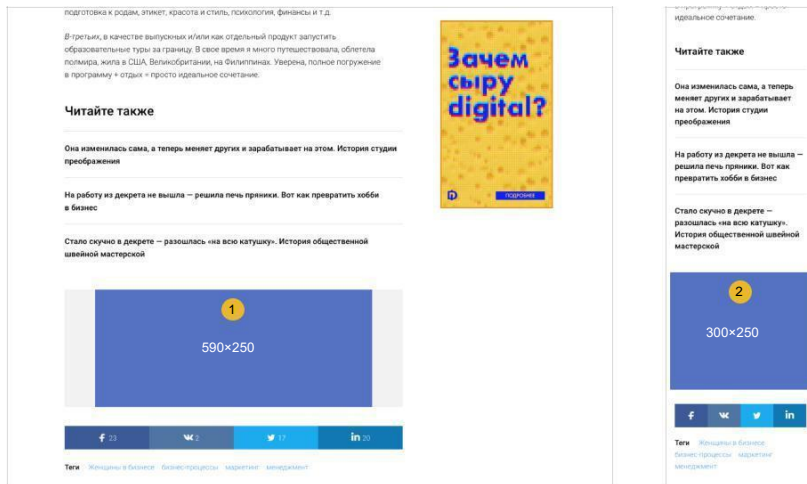 подготовка к родам, этикет, красота и стиль, психология, финансы и т.д.
В-третьих, в качестве выпускных и/или как отдельный продукт запустить
образовательные туры за границу. В свое время я много путешествовала, облетела
полмира, жила в США, Великобритании, на Филиппинах. Уверена, полное погружение
в программу + отдых = просто идеальное сочетание.
Читайте также
Она изменилась сама, а теперь меняет других и зарабатывает на этом. История студии
преображения
На работу из декрета не вышла — решила печь пряники. Вот как превратить хобби
в бизнес
Стало скучно в декрете — разошлась «на всю катушку». История общественной
швейной мастерской
1
590×250
23
2
17
in 20
Теги Женщины в бизнесе бизнес-процессы маркетинг менеджмент
Зачем
сыру
digital?
ПОДРОБНЕЕ
идеальное сочетание.
Читайте также
Она изменилась сама, а теперь
меняет других и зарабатывает
на этом. История студии
преображения
На работу из декрета не вышла —
решила печь пряники. Вот как
превратить хобби в бизнес
Стало скучно в декрете —
разошлась «на всю катушку».
История общественной швейной
мастерской
2
300×250
in
Теги Женщины в бизнесе
бизнес-процессы маркетинг
менеджмент